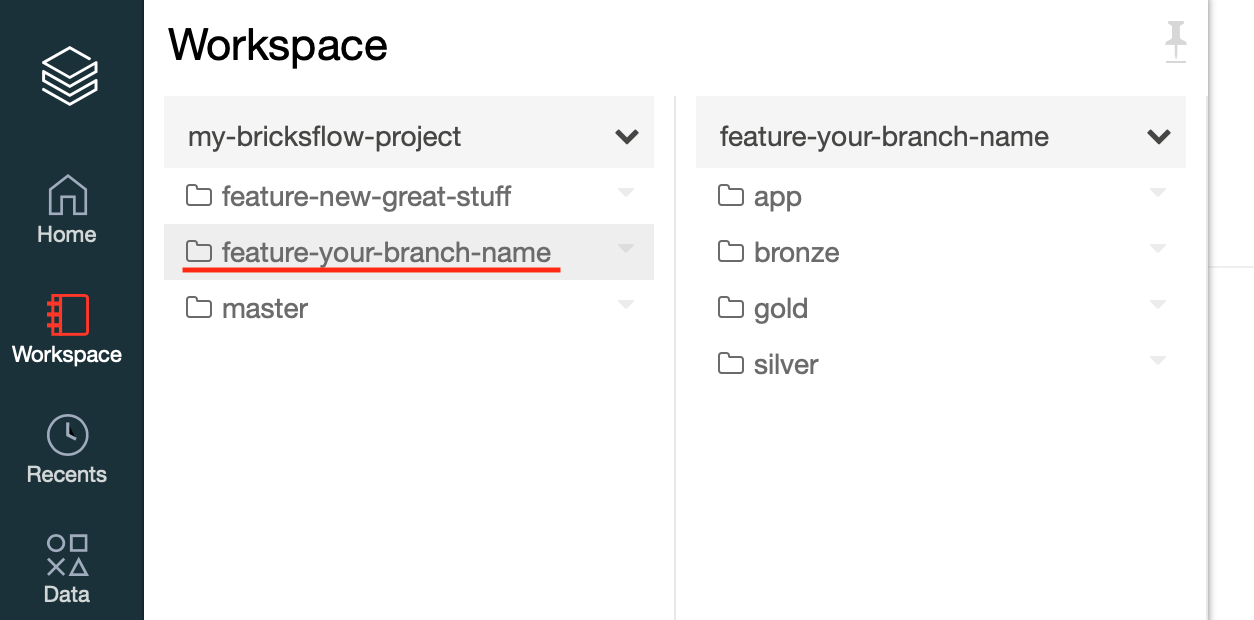 Workspace
my-bricksflow-project
feature-new-great-stuff
feature-your-branch-name
master
feature-your-branch-name
app
bronze
gold
silver
Home
Workspace
Recents
Data